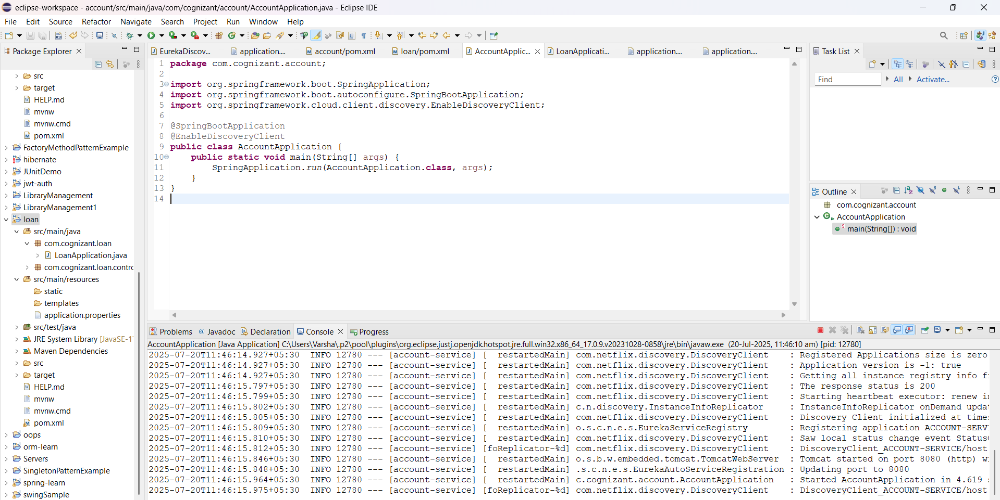 eclipse-workspace - account/src/main/java/com/cognizant/account/AccountApplication.java - Eclipse IDE
File Edit Source Refactor Navigate Search Project Run Window Help
Package Explorer
src
target
HELP.md
mvnw
mvnw.cmd
pom.xml
FactoryMethodPatternExample
hibernate
JUnitDemo
jwt-auth
LibraryManagement
LibraryManagement1
loan
src/main/java
com.cognizant.loan
LoanApplication.java
com.cognizant.loan.contro
src/main/resources
static
templates
application.properties
src/test/java
JRE System Library [JavaSE-1
Maven Dependencies
src
target
HELP.md
mvnw
mvnw.cmd
pom.xml
oops
orm-learn
Servers
SingletonPatternExample
spring-learn
swingSample
EurekaDiscov... application.... account/pom.xml loan/pom.xml AccountApplic... LoanApplicati... application.... application....
1 package com.cognizant.account;
2
3 import org.springframework.boot.SpringApplication;
4 import org.springframework.boot.autoconfigure.SpringBootApplication;
5 import org.springframework.cloud.client.discovery.EnableDiscoveryClient;
6
7 @SpringBootApplication
8 @EnableDiscoveryClient
9 public class AccountApplication {
10 public static void main(String[] args) {
11 SpringApplication.run(AccountApplication.class, args);
12 }
13 }
14
Task List
Find All Activate...
Outline
com.cognizant.account
AccountApplication
main(String[]) : void
Problems Javadoc Declaration Console Progress
AccountApplication [Java Application] C:\Users\Varsha\.p2\pool\plugins\org.eclipse.justj.openjdk.hotspot.jre.full.win32.x86_64_17.0.9.v20231028-0858\jre\bin\javaw.exe (20-Jul-2025, 11:46:10 am) [pid: 12780]
2025-07-20T11:46:14.927+05:30 INFO 12780 --- [account-service] [ restartedMain] com.netflix.discovery.DiscoveryClient : Registered Applications size is zero
2025-07-20T11:46:14.927+05:30 INFO 12780 --- [account-service] [ restartedMain] com.netflix.discovery.DiscoveryClient : Application version is -1: true
2025-07-20T11:46:14.927+05:30 INFO 12780 --- [account-service] [ restartedMain] com.netflix.discovery.DiscoveryClient : Getting all instance registry info f
2025-07-20T11:46:15.797+05:30 INFO 12780 --- [account-service] [ restartedMain] com.netflix.discovery.DiscoveryClient : The response status is 200
2025-07-20T11:46:15.799+05:30 INFO 12780 --- [account-service] [ restartedMain] com.netflix.discovery.DiscoveryClient : Starting heartbeat executor: renew i
2025-07-20T11:46:15.802+05:30 INFO 12780 --- [account-service] [ restartedMain] c.n.discovery.InstanceInfoReplicator : InstanceInfoReplicator onDemand upda
2025-07-20T11:46:15.805+05:30 INFO 12780 --- [account-service] [ restartedMain] com.netflix.discovery.DiscoveryClient : Discovery Client initialized at time
2025-07-20T11:46:15.809+05:30 INFO 12780 --- [account-service] [ restartedMain] o.s.c.n.e.s.EurekaServiceRegistry : Registering application ACCOUNT-SERV
2025-07-20T11:46:15.810+05:30 INFO 12780 --- [account-service] [ restartedMain] com.netflix.discovery.DiscoveryClient : Saw local status change event Status
2025-07-20T11:46:15.812+05:30 INFO 12780 --- [account-service] [foReplicator-%d] com.netflix.discovery.DiscoveryClient : DiscoveryClient_ACCOUNT-SERVICE/host
2025-07-20T11:46:15.846+05:30 INFO 12780 --- [account-service] [ restartedMain] o.s.b.w.embedded.tomcat.TomcatWebServer : Tomcat started on port 8080 (http) w
2025-07-20T11:46:15.848+05:30 INFO 12780 --- [account-service] [ restartedMain] .s.c.n.e.s.EurekaAutoServiceRegistration : Updating port to 8080
2025-07-20T11:46:15.964+05:30 INFO 12780 --- [account-service] [ restartedMain] c.cognizant.account.AccountApplication : Started AccountApplication in 4.619
2025-07-20T11:46:15.975+05:30 INFO 12780 --- [account-service] [foReplicator-%d] com.netflix.discovery.DiscoveryClient : DiscoveryClient_ACCOUNT-SERVICE/host